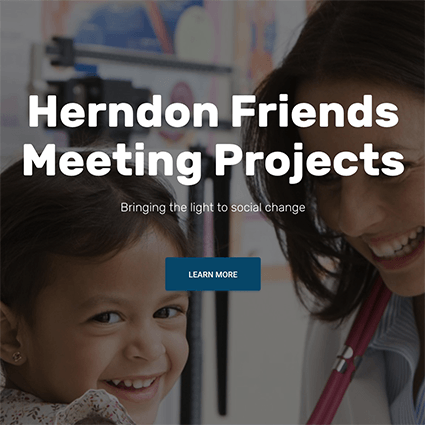 Herndon Friends
Meeting Projects
Bringing the light to social change
LEARN MORE